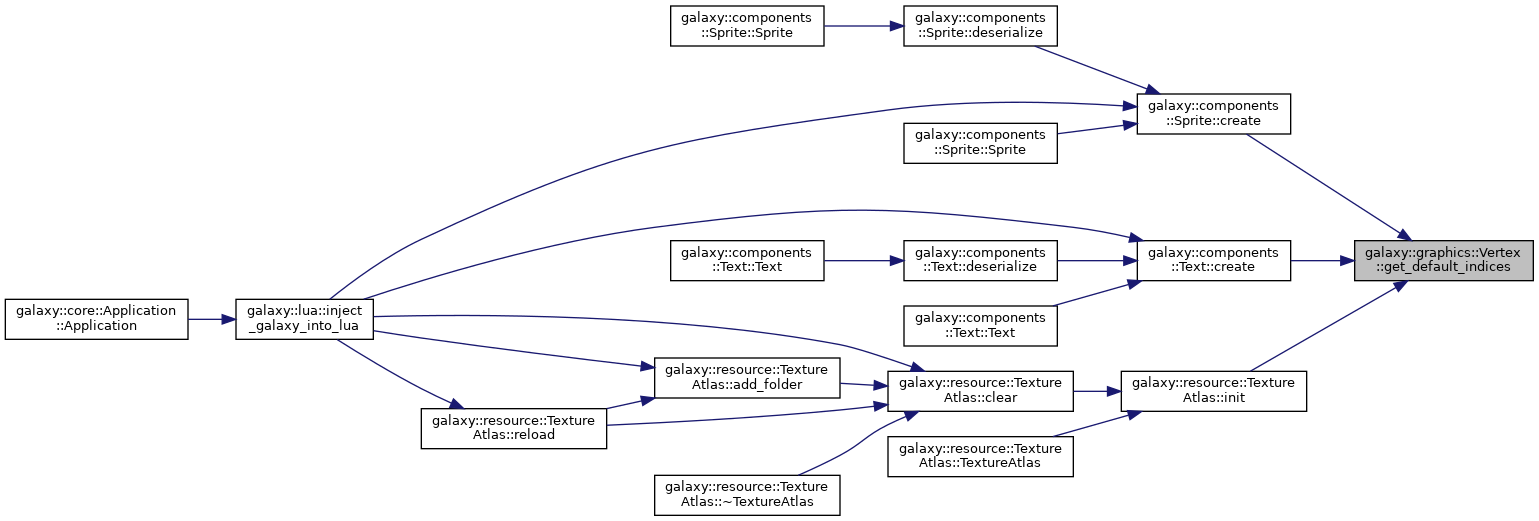 galaxy::components
::Sprite::Sprite
galaxy::components
::Sprite::deserialize
galaxy::components
::Sprite::create
galaxy::components
::Sprite::Sprite
galaxy::components
::Text::Text
galaxy::components
::Text::deserialize
galaxy::components
::Text::create
galaxy::graphics::Vertex
::get_default_indices
galaxy::core::Application
::Application
galaxy::lua::inject
_galaxy_into_lua
galaxy::components
::Text::Text
galaxy::resource::Texture
Atlas::add_folder
galaxy::resource::Texture
Atlas::clear
galaxy::resource::Texture
Atlas::init
galaxy::resource::Texture
Atlas::reload
galaxy::resource::Texture
Atlas::TextureAtlas
galaxy::resource::Texture
Atlas::~TextureAtlas